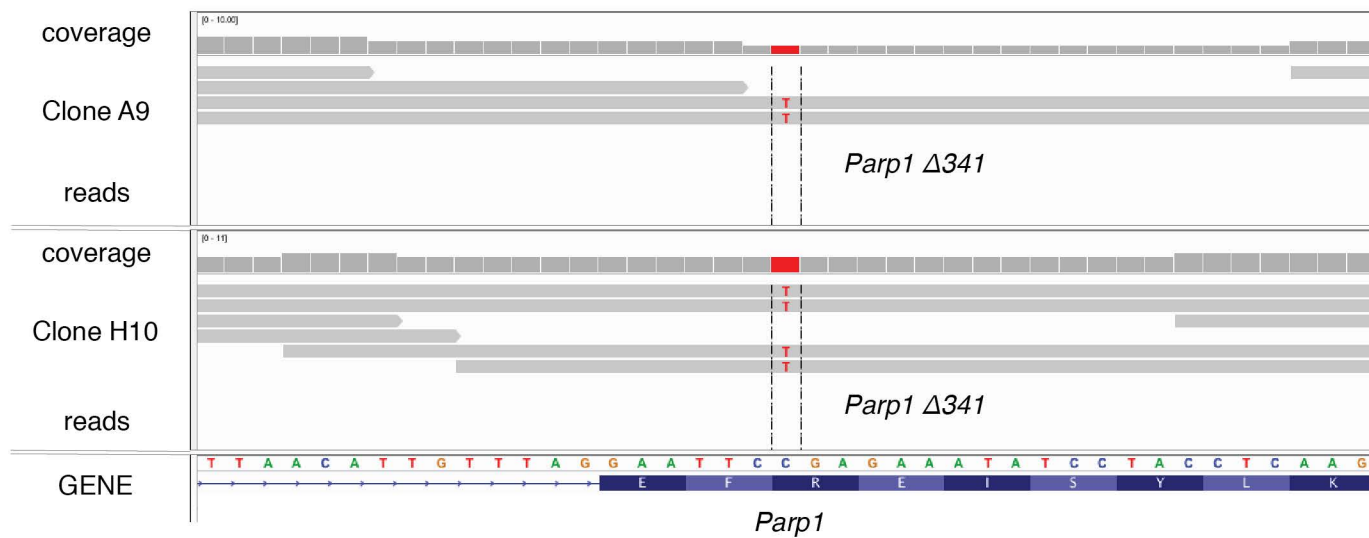 [0 - 10.00]
coverage
Clone A9
T
T
Parp1 Δ341
reads
[0 - 11]
coverage
T
T
Clone H10
T
T
Parp1 Δ341
reads
T T A A C A T T G T T T A G G A A T T C C G A G A A A T A T C C T A C C T C A A G
GENE
E F R E I S Y L K
Parp1